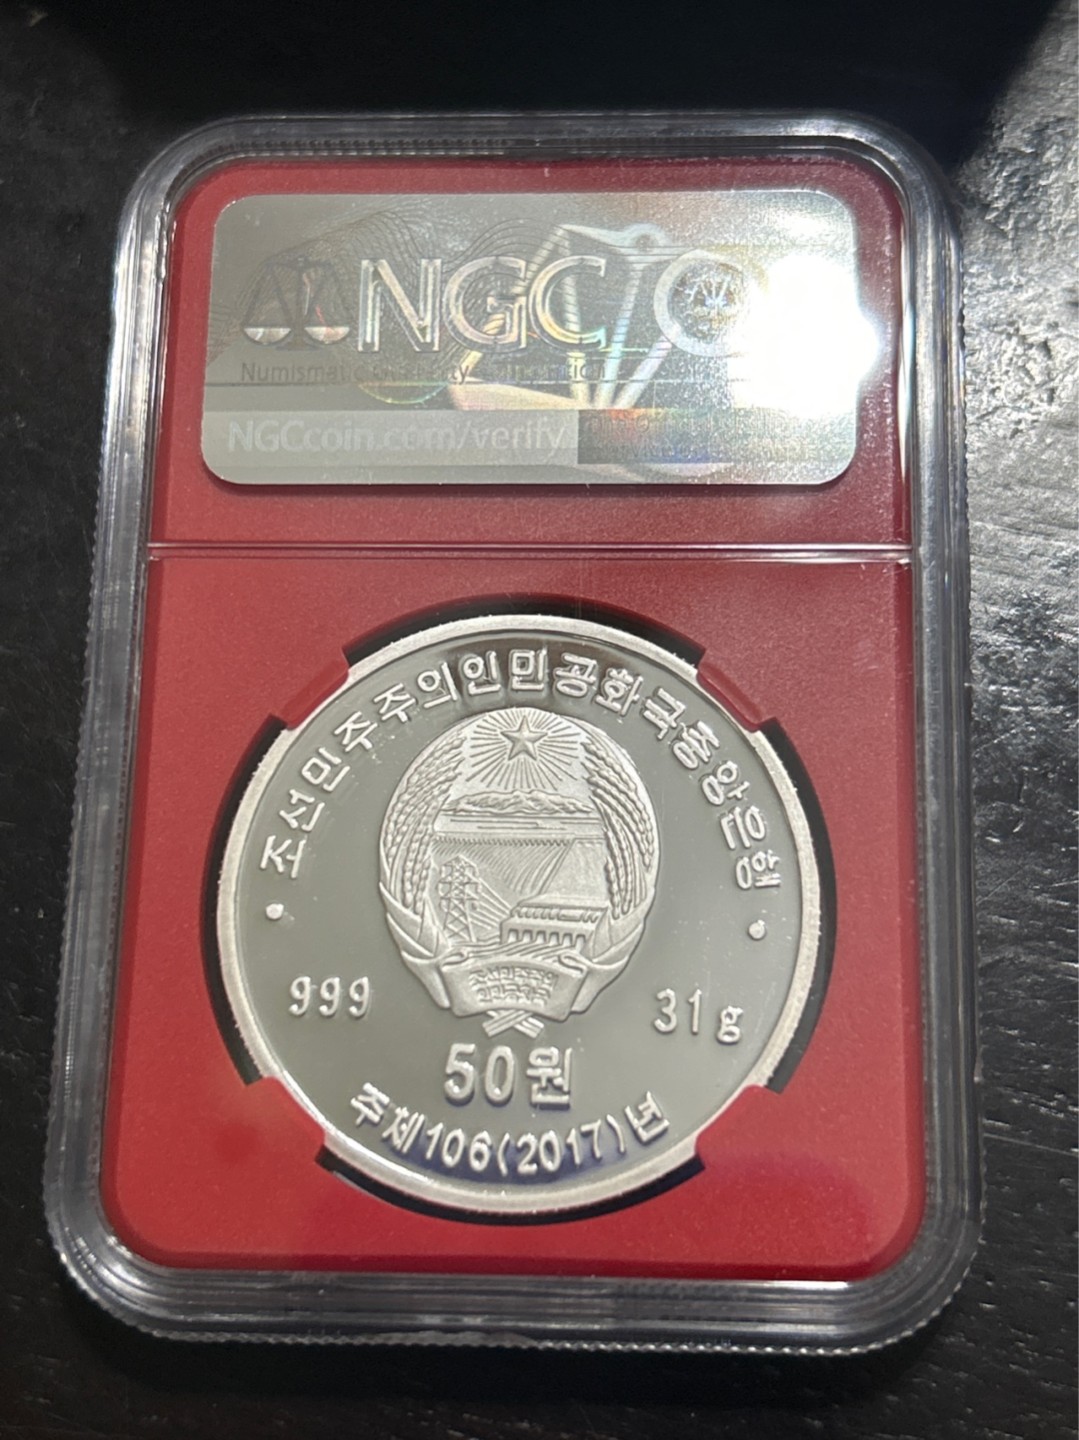 NGC
Numismatic Guaranty
NGCcoin.com/verify
조선민주주의인민공화국중앙은행
999
31g
50원
주체106(2017)년